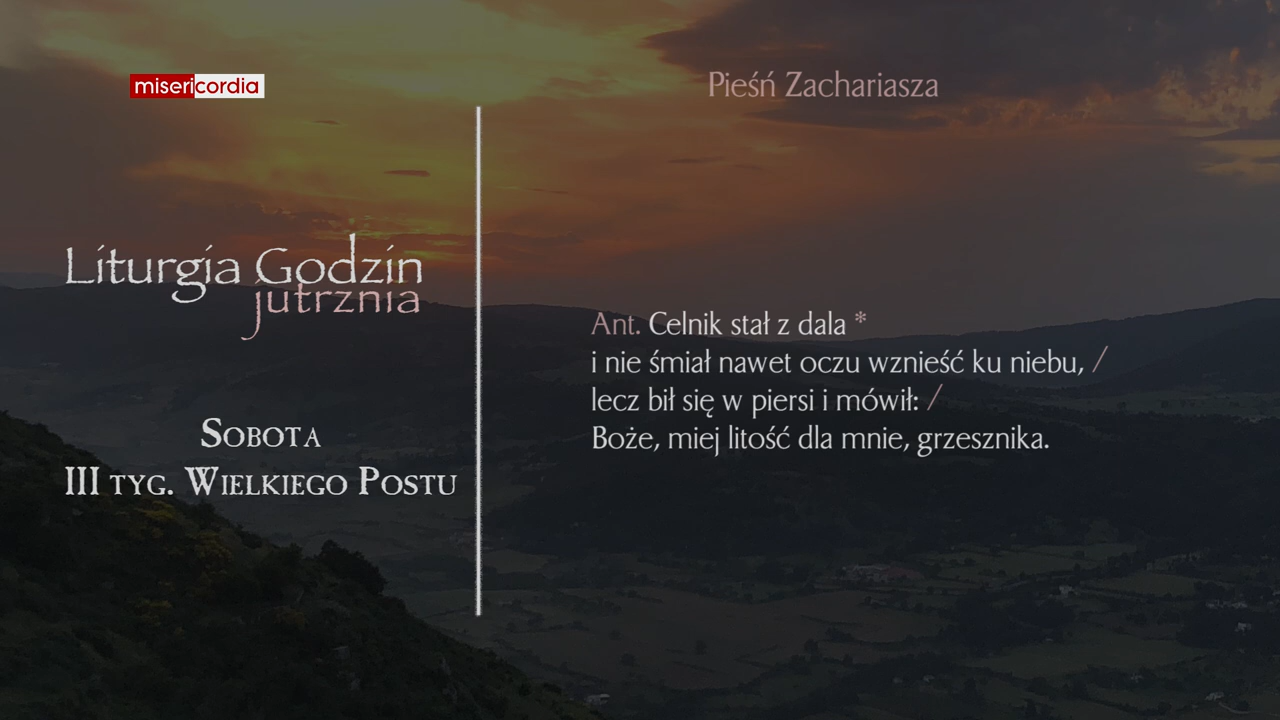 misericordia
Pieśń Zachariasza
Liturgia Godzin
jutrznia
Sobota
III tyg. Wielkiego Postu
Ant. Celnik stał z dala *
i nie śmiał nawet oczu wznieść ku niebu, /
lecz bił się w piersi i mówił: /
Boże, miej litość dla mnie, grzesznika.